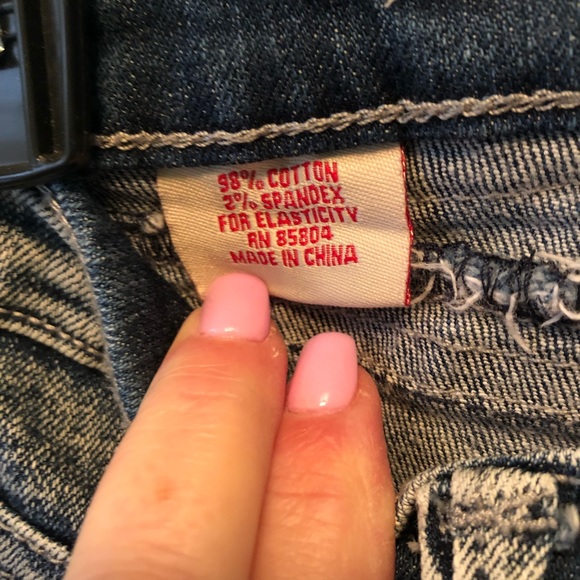 98% COTTON
2% SPANDEX
FOR ELASTICITY
RN 85804
MADE IN CHINA